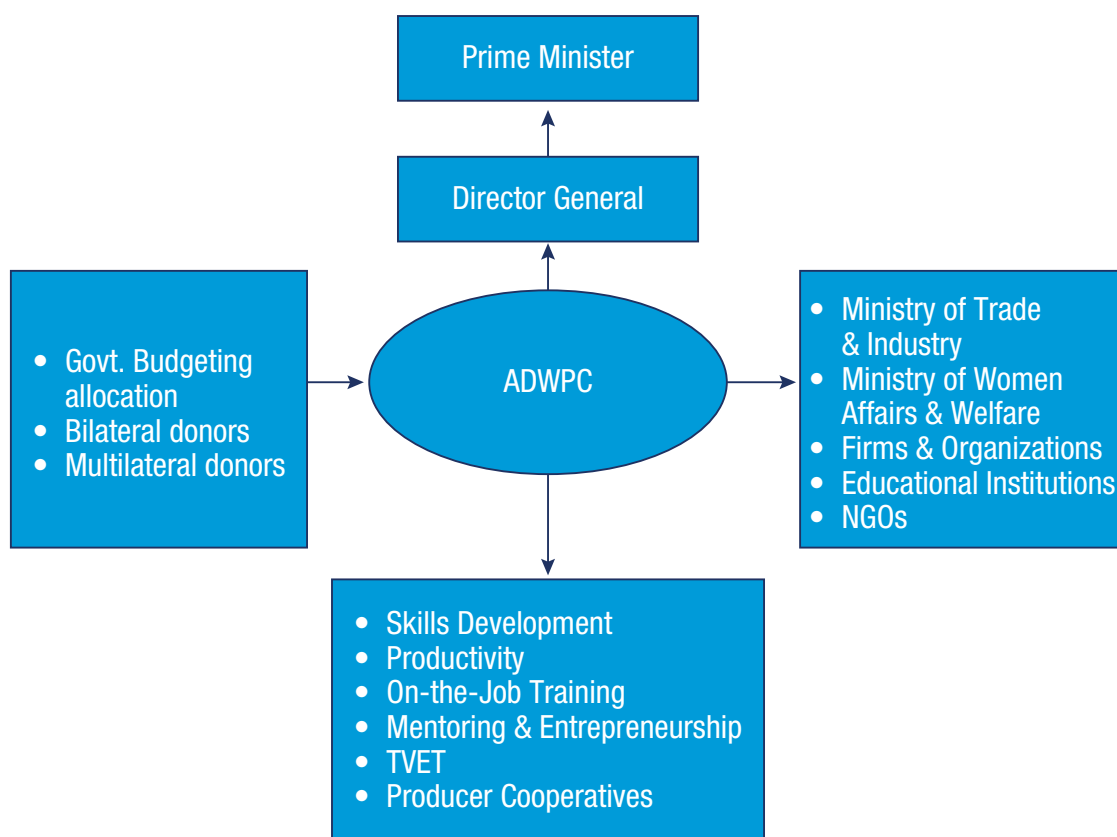 Prime Minister
Director General
• Govt. Budgeting
allocation
• Bilateral donors
• Multilateral donors
ADWPC
• Ministry of Trade
& Industry
• Ministry of Women
Affairs & Welfare
• Firms & Organizations
• Educational Institutions
• NGOs
• Skills Development
• Productivity
• On-the-Job Training
• Mentoring & Entrepreneurship
• TVET
• Producer Cooperatives